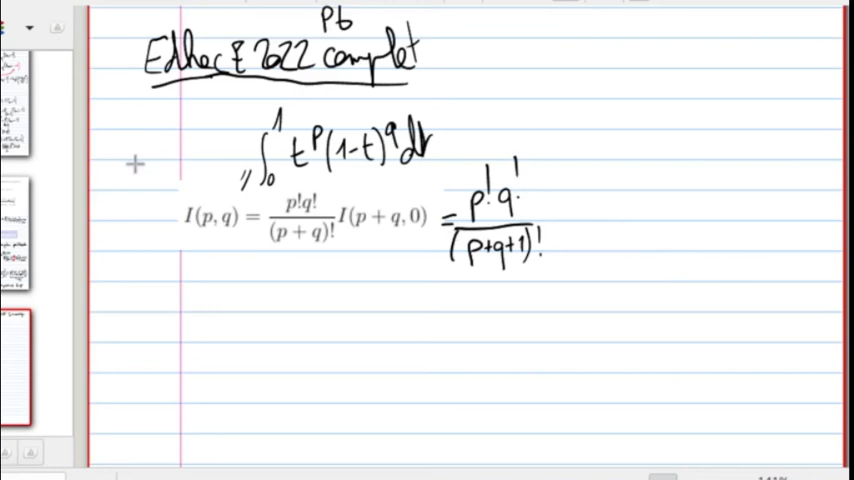 Pb
Edhec E 2022 complet
∫₀¹ t^p (1-t)^q dt
I(p, q) = p!q! / (p + q)! I(p + q, 0) = p! q! / (p+q+1)!